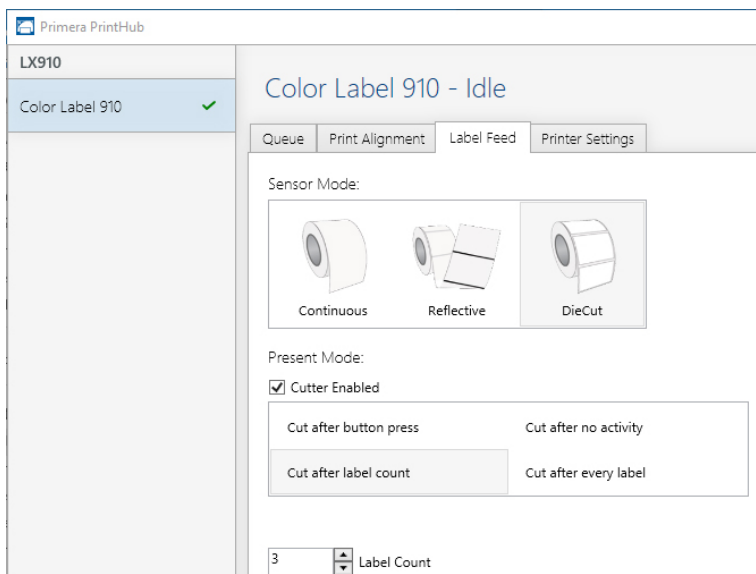 Primera PrintHub
LX910
Color Label 910
Color Label 910 - Idle
Queue
Print Alignment
Label Feed
Printer Settings
Sensor Mode:
Continuous
Reflective
DieCut
Present Mode:
Cutter Enabled
Cut after button press
Cut after no activity
Cut after label count
Cut after every label
3
Label Count